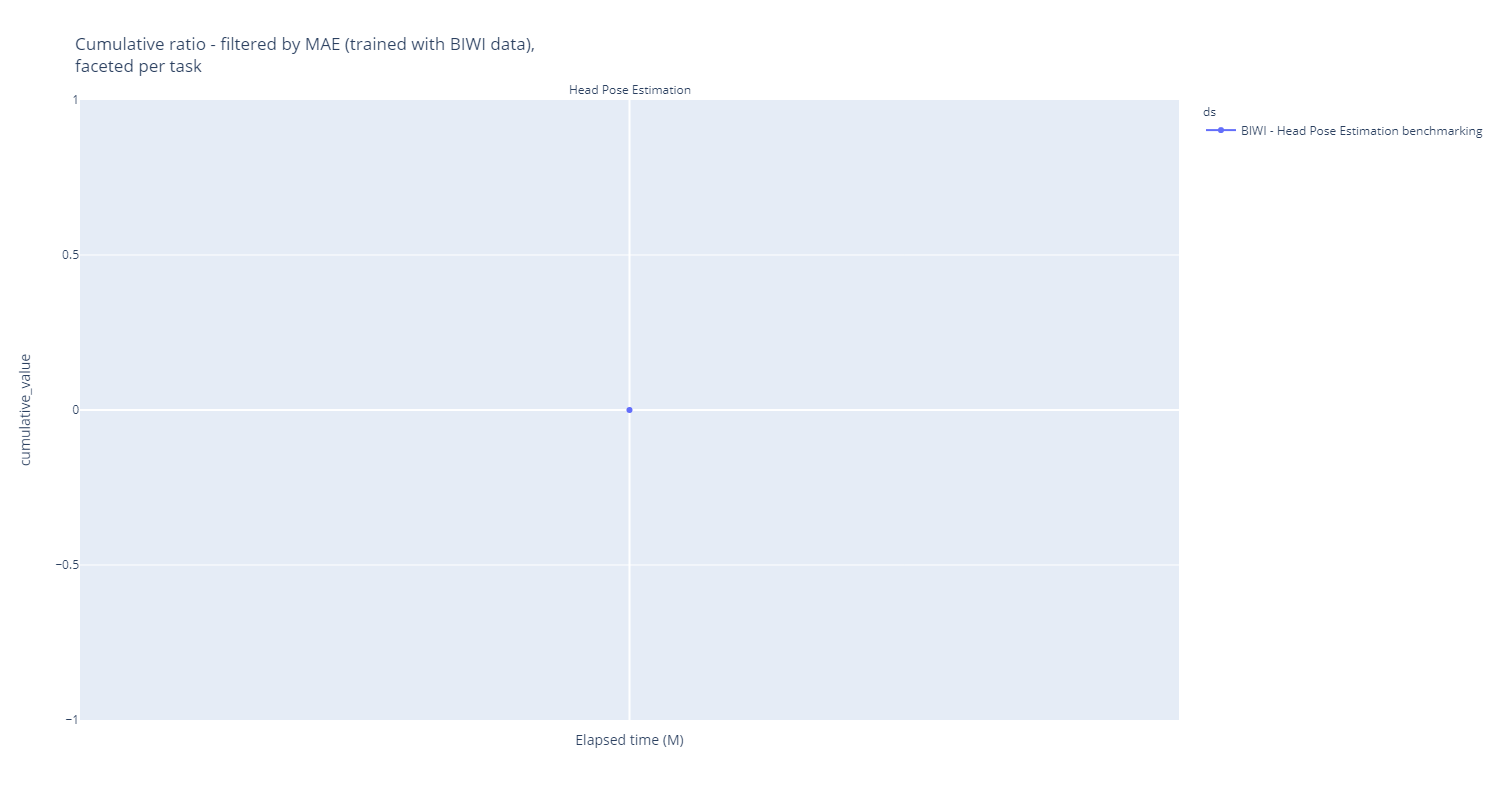 Cumulative ratio - filtered by MAE (trained with BIWI data),
faceted per task
Head Pose Estimation
1
0.5
0
−0.5
−1
cumulative_value
Elapsed time (M)
ds
BIWI - Head Pose Estimation benchmarking